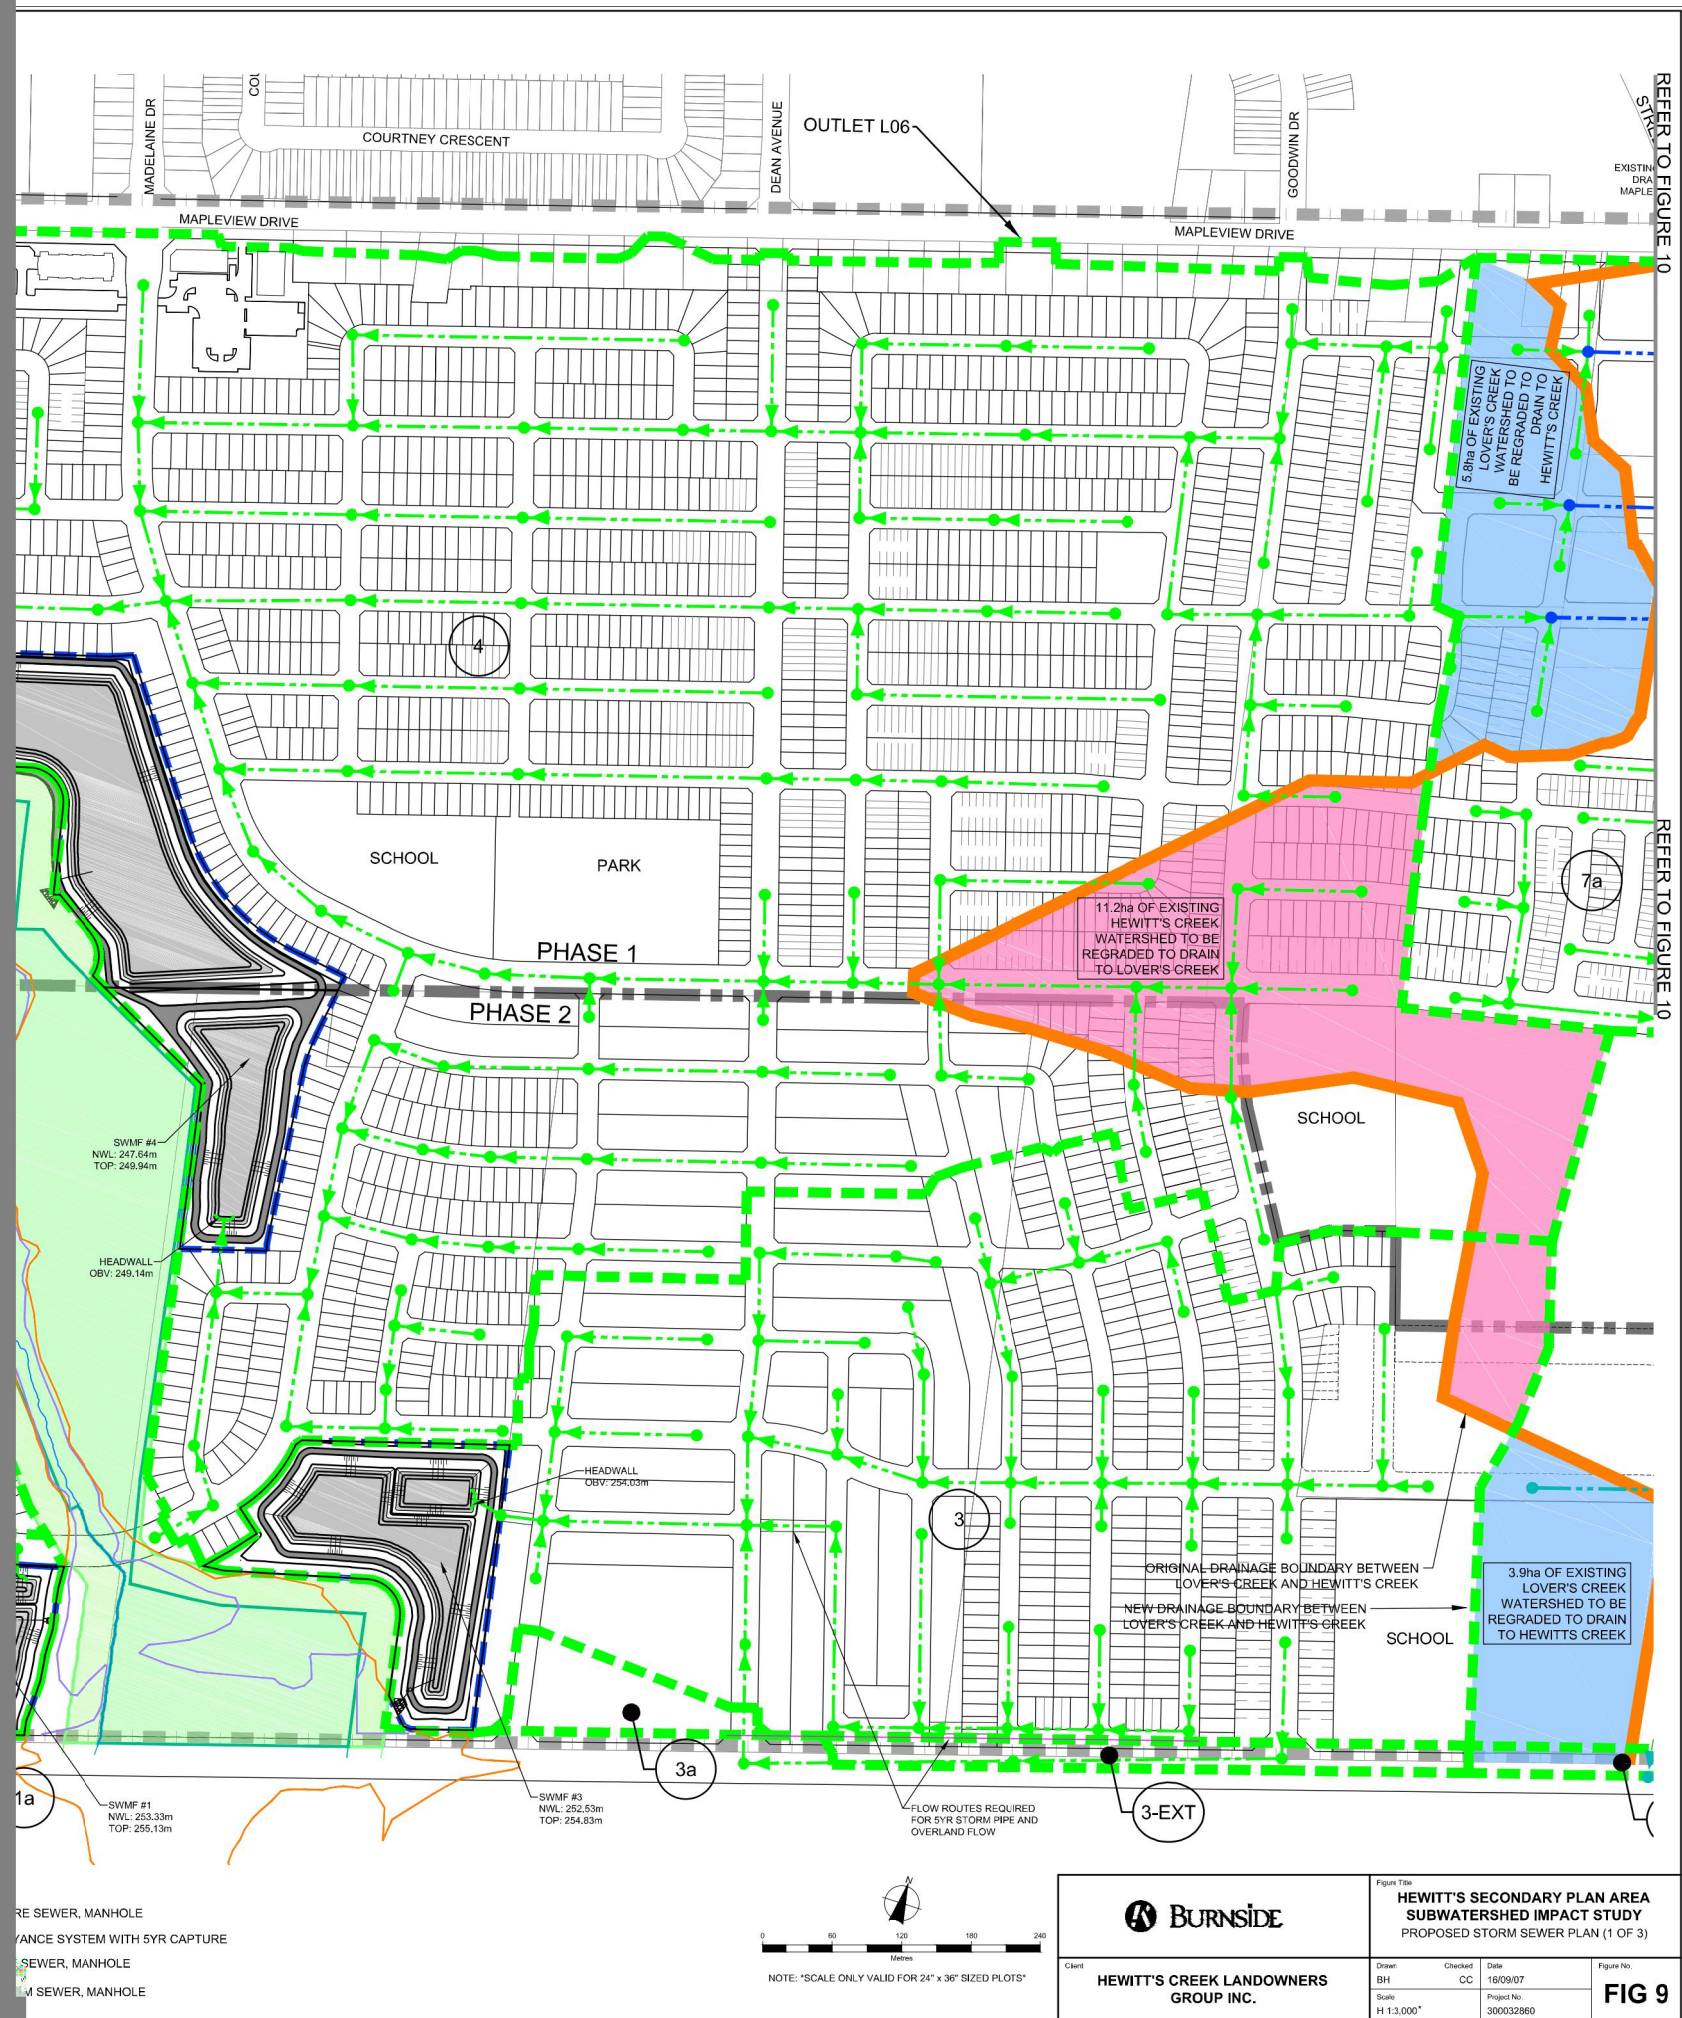 COURTNEY CRESCENT
MADELAINE DR
COU
DEAN AVENUE
OUTLET L06
GOODWIN DR
EXISTIN
DRA
MAPLE
REFER TO FIGURE 10
MAPLEVIEW DRIVE
MAPLEVIEW DRIVE
5.8ha OF EXISTING
LOVER'S CREEK
WATERSHED TO
BE REGRADED TO
DRAIN TO
HEWITT'S CREEK
4
SCHOOL
PARK
7a
REFER TO FIGURE 10
11.2ha OF EXISTING
HEWITT'S CREEK
WATERSHED TO BE
REGRADED TO DRAIN
TO LOVER'S CREEK
PHASE 1
PHASE 2
SCHOOL
SWMF #4
NWL: 247.64m
TOP: 249.94m
HEADWALL
OBV: 249.14m
HEADWALL
OBV: 254.03m
3
ORIGINAL DRAINAGE BOUNDARY BETWEEN
LOVER'S CREEK AND HEWITT'S CREEK
NEW DRAINAGE BOUNDARY BETWEEN
LOVER'S CREEK AND HEWITT'S CREEK
SCHOOL
3.9ha OF EXISTING
LOVER'S CREEK
WATERSHED TO BE
REGRADED TO DRAIN
TO HEWITTS CREEK
3a
3-EXT
1a
SWMF #1
NWL: 253.33m
TOP: 255.13m
SWMF #3
NWL: 252.53m
TOP: 254.83m
FLOW ROUTES REQUIRED
FOR 5YR STORM PIPE AND
OVERLAND FLOW
RE SEWER, MANHOLE
YANCE SYSTEM WITH 5YR CAPTURE
SEWER, MANHOLE
M SEWER, MANHOLE
N
0 60 120 180 240
Metres
NOTE: *SCALE ONLY VALID FOR 24" x 36" SIZED PLOTS*
BURNSIDE
Client
HEWITT'S CREEK LANDOWNERS
GROUP INC.
Figure Title
HEWITT'S SECONDARY PLAN AREA
SUBWATERSHED IMPACT STUDY
PROPOSED STORM SEWER PLAN (1 OF 3)
Drawn Checked Date Figure No.
BH CC 16/09/07
FIG 9
Scale Project No.
H 1:3,000* 300032860